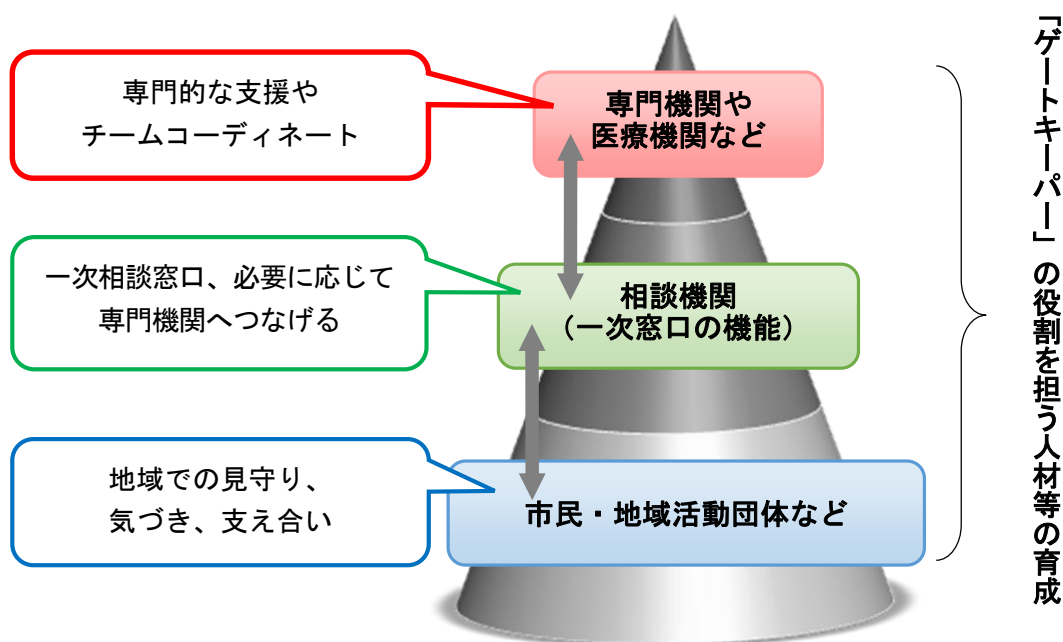 専門的な支援や
チームコーディネート
専門機関や
医療機関など
一次相談窓口、必要に応じて
専門機関へつなげる
相談機関
（一次窓口の機能）
地域での見守り、
気づき、支え合い
市民・地域活動団体など
「ゲートキーパー」の役割を担う人材等の育成